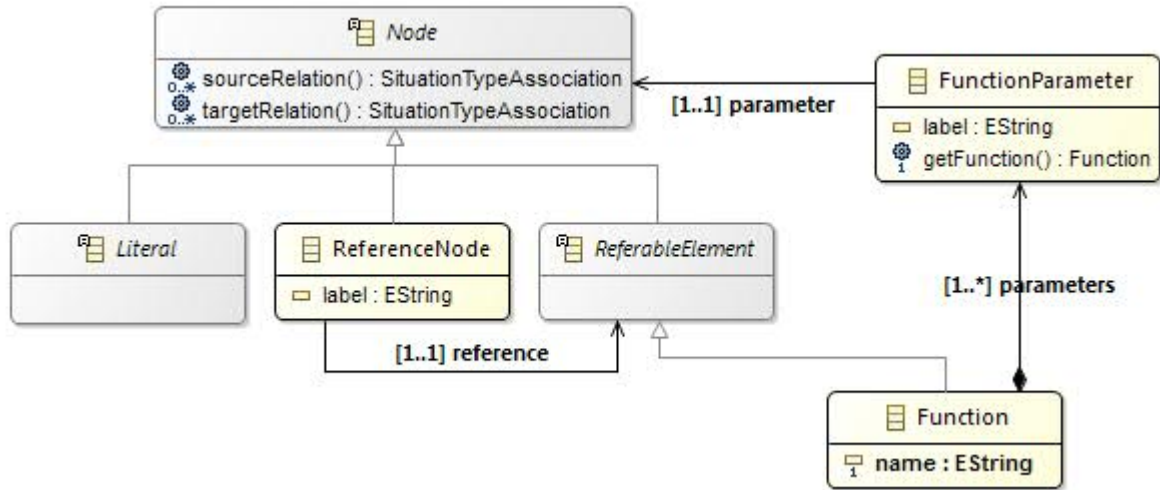 Node
0..* sourceRelation() : SituationTypeAssociation
0..* targetRelation() : SituationTypeAssociation
[1..1] parameter
FunctionParameter
label : EString
1 getFunction() : Function
Literal
ReferenceNode
label : EString
ReferableElement
[1..1] reference
[1..*] parameters
Function
1 name : EString